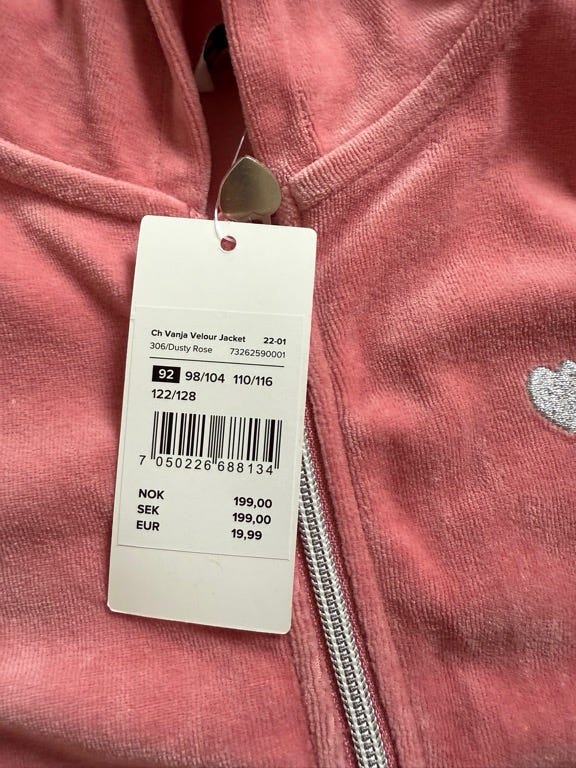 Ch Vanja Velour Jacket 22-01
306/Dusty Rose 73262590001
92 98/104 110/116
122/128
7 050226 688134
NOK 199,00
SEK 199,00
EUR 19,99